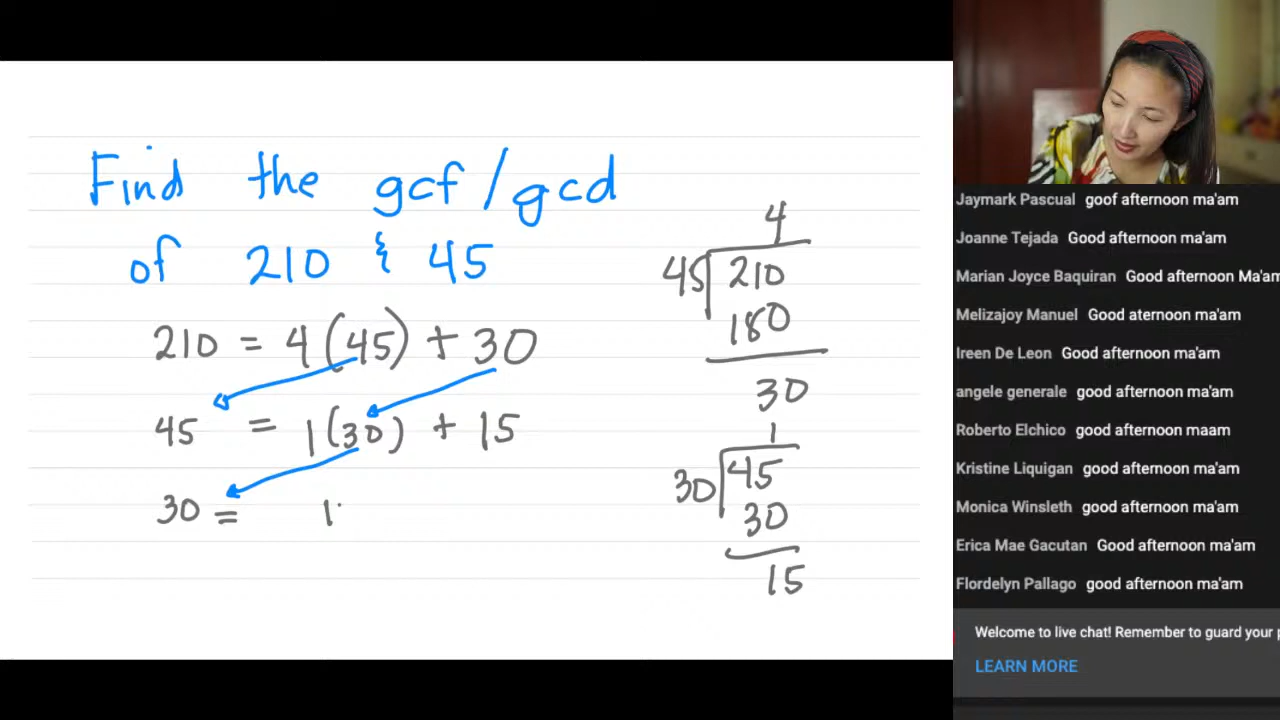 Find the gcf/gcd
of 210 & 45
210 = 4(45) + 30
45 = 1(30) + 15
30 =
4
45 210
180
30
1
30 45
30
15
Jaymark Pascual goof afternoon ma'am
Joanne Tejada Good afternoon ma'am
Marian Joyce Baquiran Good afternoon Ma'am
Melizajoy Manuel Good aternoon ma'am
Ireen De Leon Good afternoon ma'am
angele generale good afternoon ma'am
Roberto Elchico good afternoon maam
Kristine Liquigan good afternoon ma'am
Monica Winsleth good afternoon ma'am
Erica Mae Gacutan Good afternoon ma'am
Flordelyn Pallago good afternoon ma'am
Welcome to live chat! Remember to guard your
LEARN MORE